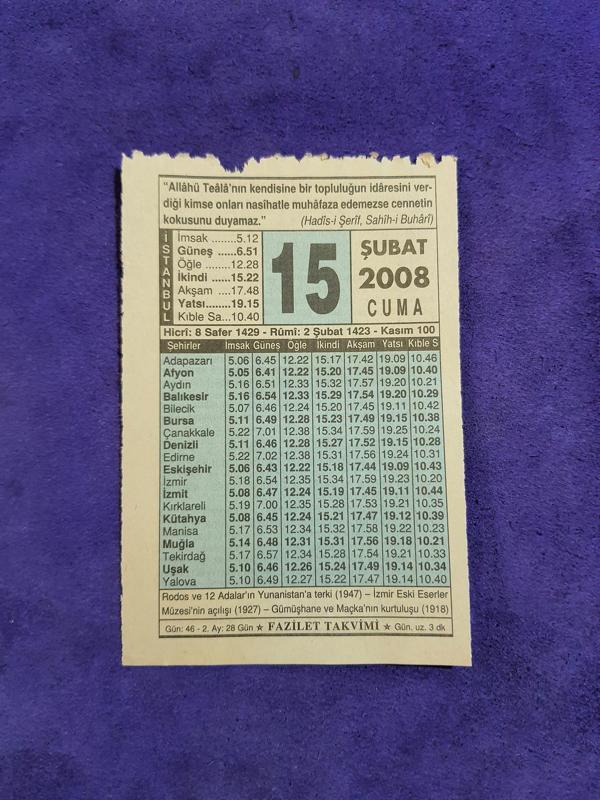 "Allâhü Teâlâ'nın kendisine bir topluluğun idâresini ver-
diği kimse onları nasihatle muhâfaza edemezse cennetin
kokusunu duyamaz." (Hadîs-i Şerîf, Sahîh-i Buhârî)
İSTANBUL
İmsak ........5.12
Güneş ......6.51
Öğle ........12.28
İkindi ......15.22
Akşam ....17.48
Yatsı........19.15
Kıble Sa...10.40
15
ŞUBAT
2008
CUMA
Hicrî: 8 Safer 1429 - Rûmî: 2 Şubat 1423 - Kasım 100
Şehirler İmsak Güneş Öğle İkindi Akşam Yatsı Kıble S
Adapazarı 5.06 6.45 12.22 15.17 17.42 19.09 10.46
Afyon 5.05 6.41 12.22 15.20 17.45 19.09 10.40
Aydın 5.16 6.51 12.33 15.32 17.57 19.20 10.21
Balıkesir 5.16 6.54 12.33 15.29 17.54 19.20 10.29
Bilecik 5.07 6.46 12.24 15.20 17.45 19.11 10.42
Bursa 5.11 6.49 12.28 15.23 17.49 19.15 10.38
Çanakkale 5.22 7.01 12.38 15.34 17.59 19.25 10.24
Denizli 5.11 6.46 12.28 15.27 17.52 19.15 10.28
Edirne 5.22 7.02 12.38 15.31 17.56 19.24 10.31
Eskişehir 5.06 6.43 12.22 15.18 17.44 19.09 10.43
İzmir 5.18 6.54 12.35 15.34 17.59 19.23 10.20
İzmit 5.08 6.47 12.24 15.19 17.45 19.11 10.44
Kırklareli 5.19 7.00 12.35 15.28 17.53 19.21 10.35
Kütahya 5.08 6.45 12.24 15.21 17.47 19.12 10.39
Manisa 5.17 6.53 12.34 15.32 17.58 19.22 10.23
Muğla 5.14 6.48 12.31 15.31 17.56 19.18 10.21
Tekirdağ 5.17 6.57 12.34 15.28 17.54 19.21 10.33
Uşak 5.10 6.46 12.26 15.24 17.49 19.14 10.34
Yalova 5.10 6.49 12.27 15.22 17.47 19.14 10.40
Rodos ve 12 Adalar'ın Yunanistan'a terki (1947) – İzmir Eski Eserler
Müzesi'nin açılışı (1927) – Gümüşhane ve Maçka'nın kurtuluşu (1918)
Gün: 46 - 2. Ay: 28 Gün ★ FAZİLET TAKVİMİ ★ Gün. uz. 3 dk